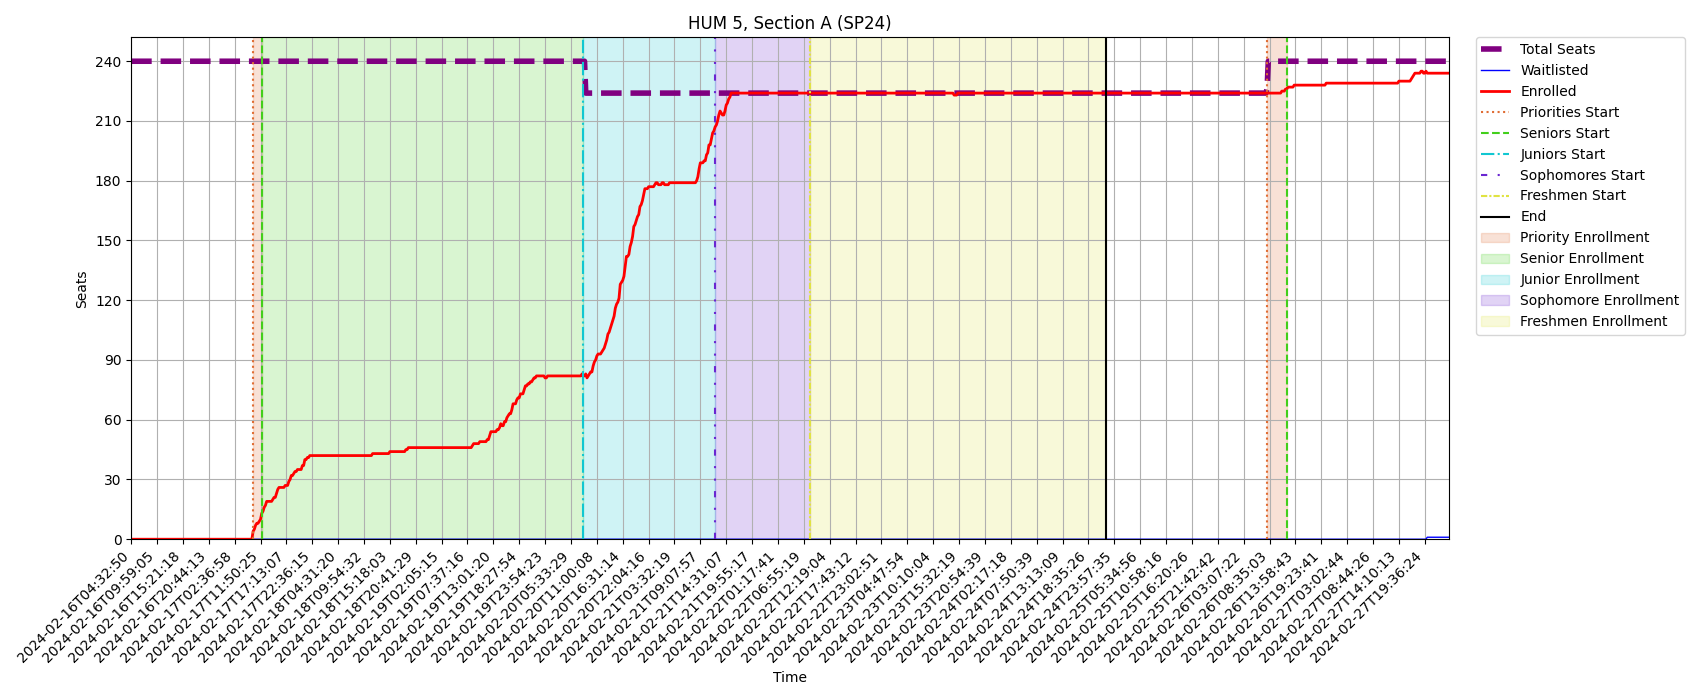 HUM 5, Section A (SP24)
Seats
240
210
180
150
120
90
60
30
0
2024-02-16T04:32:50
2024-02-16T09:59:05
2024-02-16T15:21:18
2024-02-16T20:44:13
2024-02-17T02:36:58
2024-02-17T11:50:25
2024-02-17T17:13:07
2024-02-17T22:36:15
2024-02-18T04:31:20
2024-02-18T09:54:32
2024-02-18T15:18:03
2024-02-18T20:41:29
2024-02-19T02:05:15
2024-02-19T07:37:16
2024-02-19T13:01:20
2024-02-19T18:27:54
2024-02-19T23:54:23
2024-02-20T05:33:29
2024-02-20T11:00:08
2024-02-20T16:31:14
2024-02-20T22:04:16
2024-02-21T03:32:19
2024-02-21T09:07:57
2024-02-21T14:31:07
2024-02-21T19:55:17
2024-02-22T01:17:41
2024-02-22T06:55:19
2024-02-22T12:19:04
2024-02-22T17:43:12
2024-02-22T23:02:51
2024-02-23T04:47:54
2024-02-23T10:10:04
2024-02-23T15:32:19
2024-02-23T20:54:39
2024-02-24T02:17:18
2024-02-24T07:50:39
2024-02-24T13:13:09
2024-02-24T18:35:26
2024-02-24T23:57:35
2024-02-25T05:34:56
2024-02-25T10:58:16
2024-02-25T16:20:26
2024-02-25T21:42:42
2024-02-26T03:07:22
2024-02-26T08:35:03
2024-02-26T13:58:43
2024-02-26T19:23:41
2024-02-27T03:02:44
2024-02-27T08:44:26
2024-02-27T14:10:13
2024-02-27T19:36:24
Time
Total Seats
Waitlisted
Enrolled
Priorities Start
Seniors Start
Juniors Start
Sophomores Start
Freshmen Start
End
Priority Enrollment
Senior Enrollment
Junior Enrollment
Sophomore Enrollment
Freshmen Enrollment